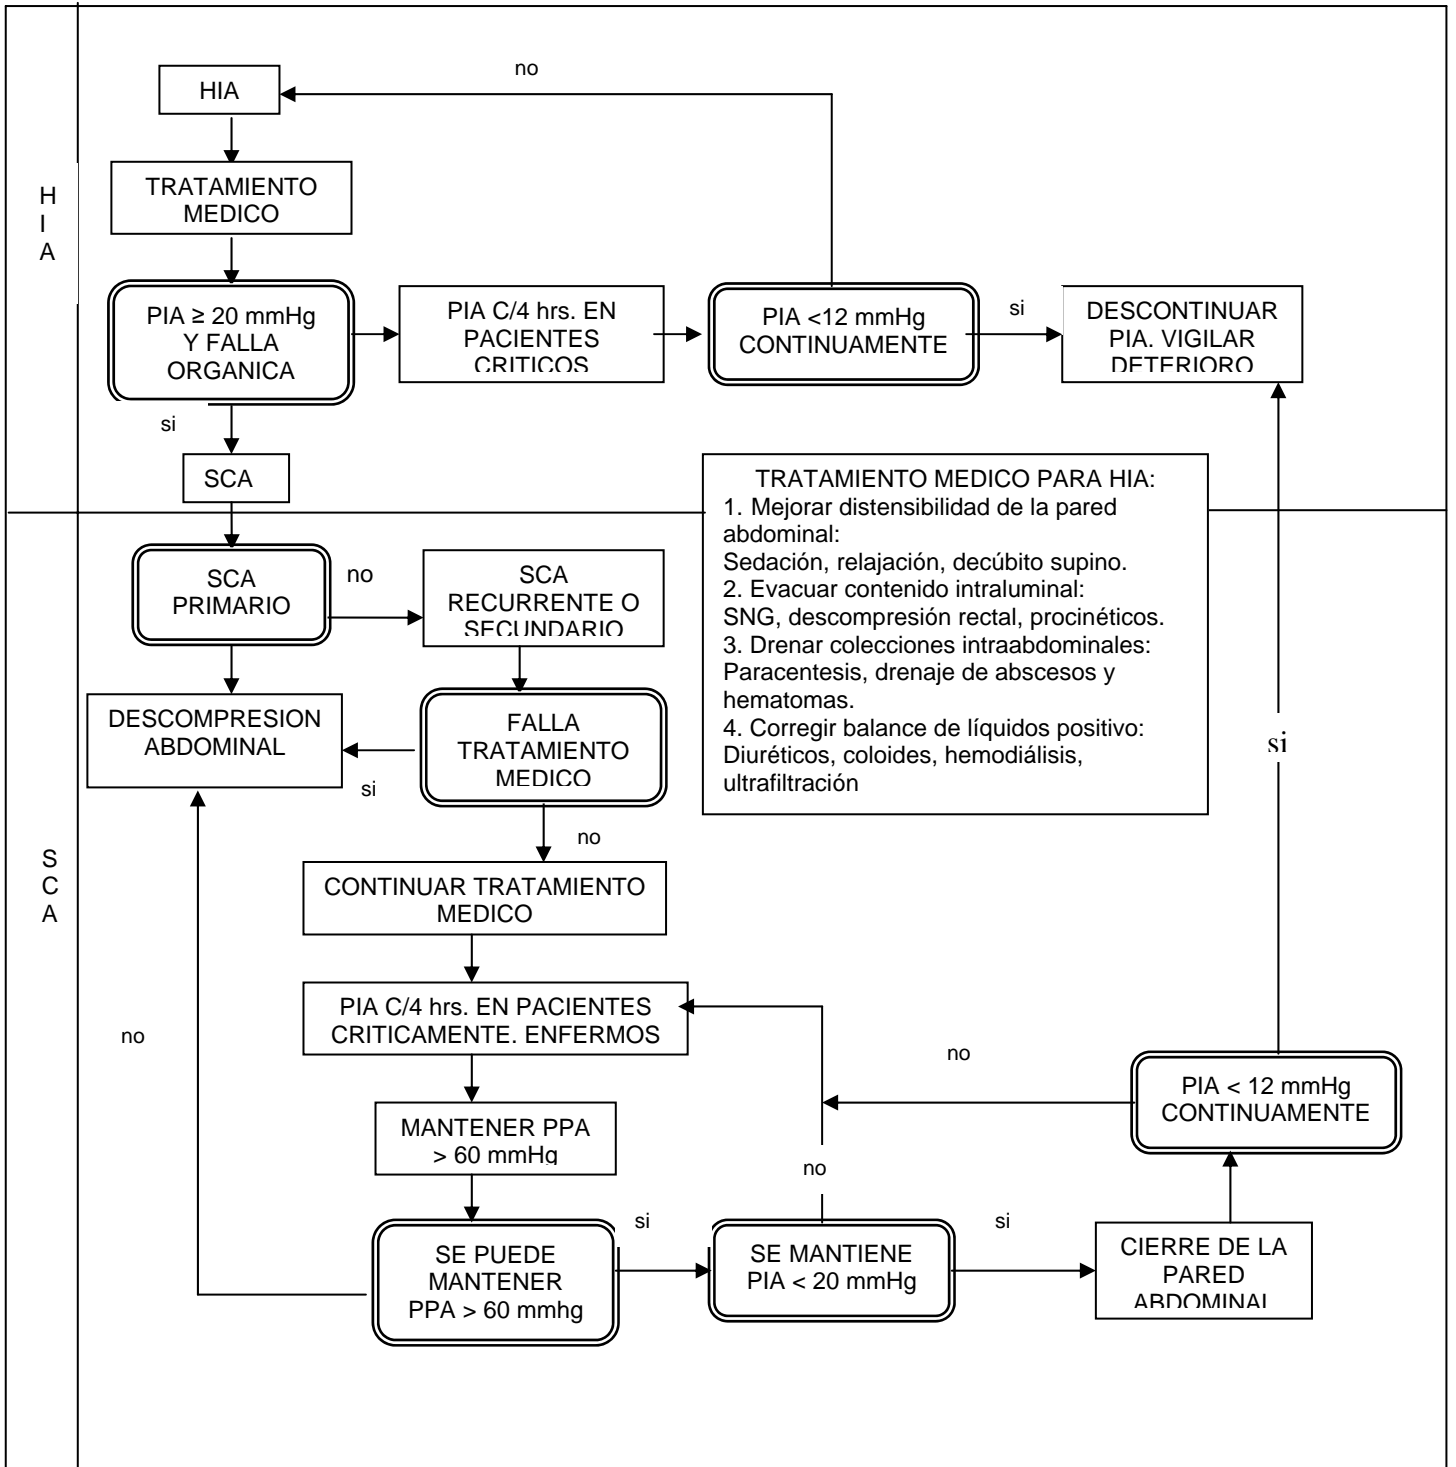 no
HIA
TRATAMIENTO
MEDICO
H
I
A
PIA ≥ 20 mmHg
Y FALLA
ORGANICA
PIA C/4 hrs. EN
PACIENTES
CRITICOS
PIA <12 mmHg
CONTINUAMENTE
si
DESCONTINUAR
PIA. VIGILAR
DETERIORO
si
SCA
TRATAMIENTO MEDICO PARA HIA:
1. Mejorar distensibilidad de la pared
abdominal:
Sedación, relajación, decúbito supino.
2. Evacuar contenido intraluminal:
SNG, descompresión rectal, procinéticos.
3. Drenar colecciones intraabdominales:
Paracentesis, drenaje de abscesos y
hematomas.
4. Corregir balance de líquidos positivo:
Diuréticos, coloides, hemodiálisis,
ultrafiltración
SCA
PRIMARIO
no
SCA
RECURRENTE O
SECUNDARIO
DESCOMPRESION
ABDOMINAL
FALLA
TRATAMIENTO
MEDICO
si
si
no
S
C
A
CONTINUAR TRATAMIENTO
MEDICO
PIA C/4 hrs. EN PACIENTES
CRITICAMENTE. ENFERMOS
no
no
PIA < 12 mmHg
CONTINUAMENTE
MANTENER PPA
> 60 mmHg
no
SE PUEDE
MANTENER
PPA > 60 mmhg
si
SE MANTIENE
PIA < 20 mmHg
si
CIERRE DE LA
PARED
ABDOMINAL